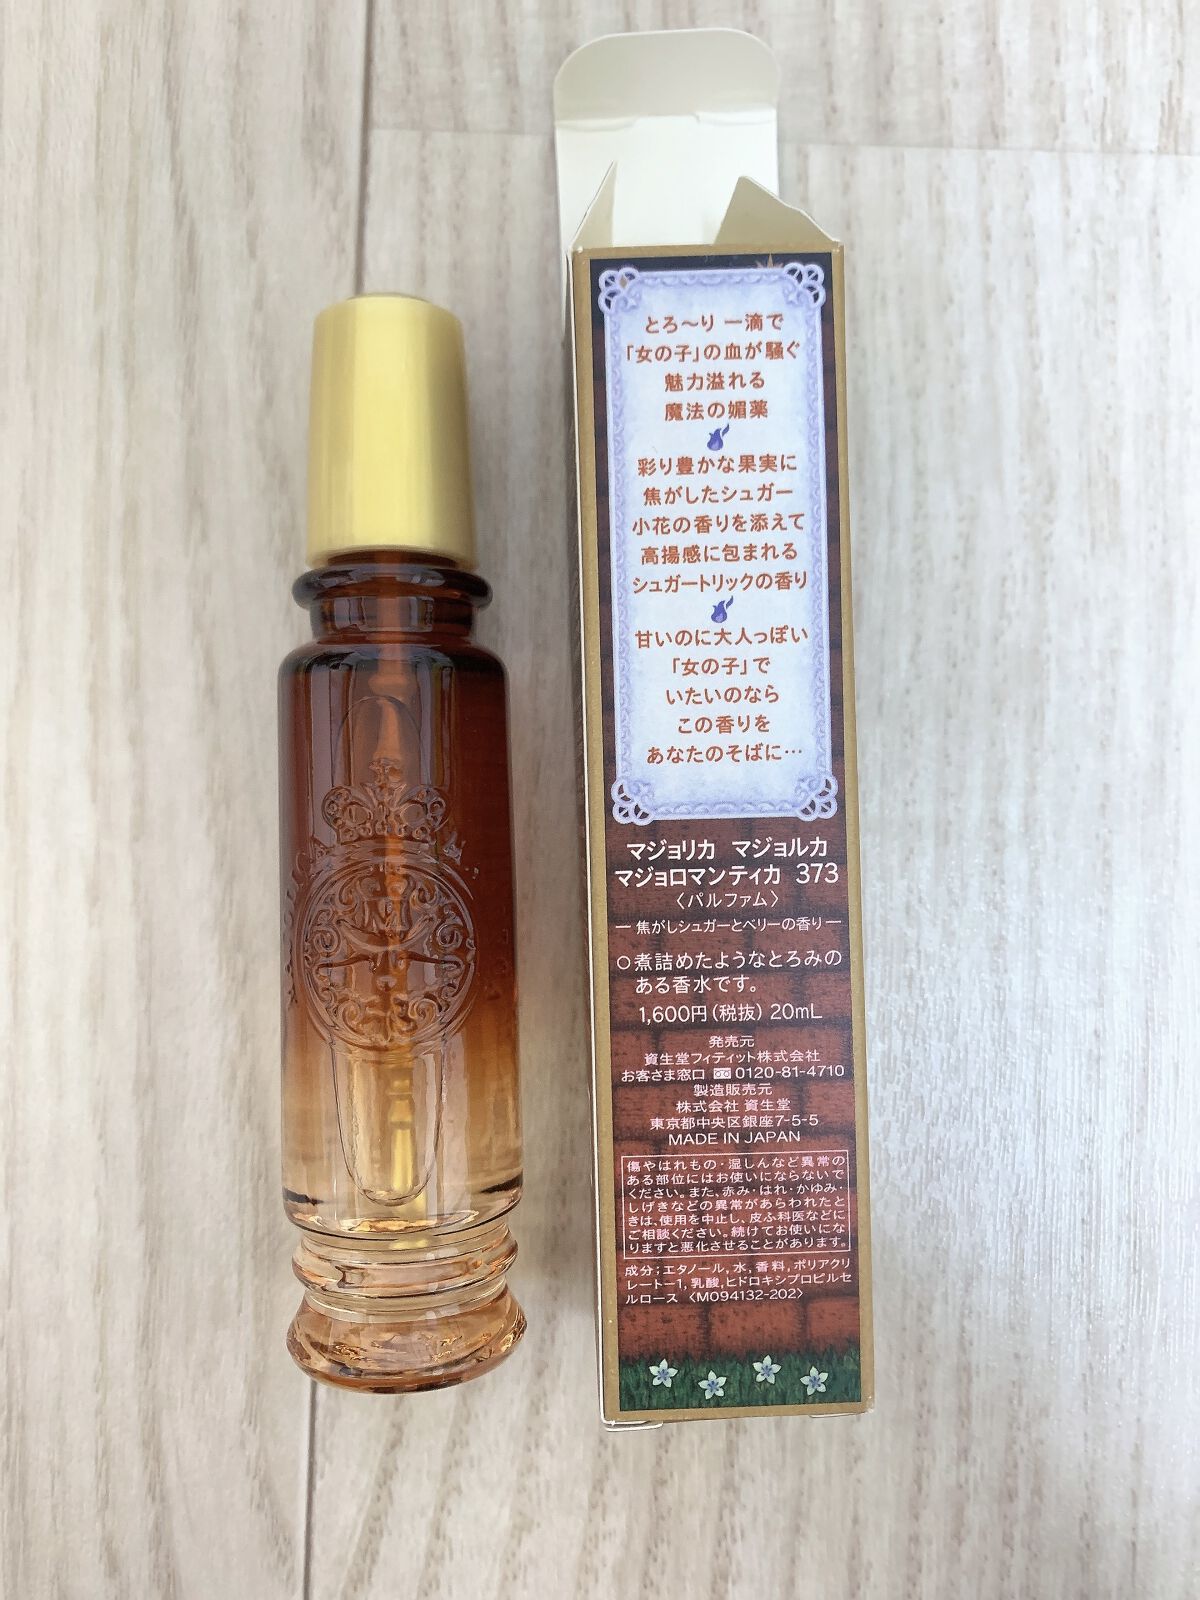 とろ〜り 一滴で
「女の子」の血が騒ぐ
魅力溢れる
魔法の媚薬
彩り豊かな果実に
焦がしたシュガー
小花の香りを添えて
高揚感に包まれる
シュガートリックの香り
甘いのに大人っぽい
「女の子」で
いたいのなら
この香りを
あなたのそばに…
マジョリカ マジョルカ
マジョロマンティカ 373
〈パルファム〉
― 焦がしシュガーとベリーの香り ―
○煮詰めたようなとろみの
ある香水です。
1,600円(税抜) 20mL
発売元
資生堂フィティット株式会社
お客さま窓口 0120-81-4710
製造販売元
株式会社 資生堂
東京都中央区銀座7-5-5
MADE IN JAPAN
傷やはれもの・湿しんなど異常の
ある部位にはお使いにならないで
ください。また、赤み・はれ・かゆみ・
しげきなどの異常があらわれたと
きは、使用を中止し、皮ふ科医などに
ご相談ください。続けてお使いにな
りますと悪化させることがあります。
成分;エタノール,水,香料,ポリアクリ
レート−1,乳酸,ヒドロキシプロピルセ
ルロース 〈M094132-202〉
M